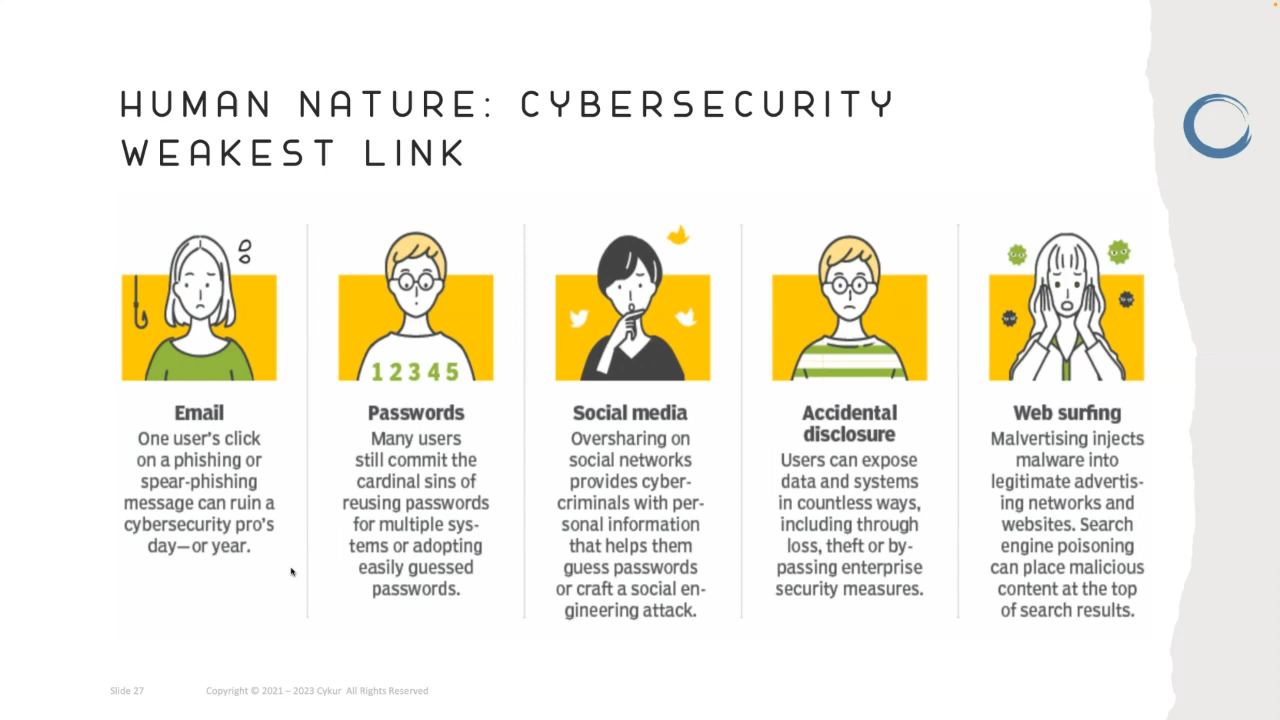 HUMAN NATURE: CYBERSECURITY
WEAKEST LINK
12345
Email
One user's click
on a phishing or
spear-phishing
message can ruin a
cybersecurity pro's
day—or year.
Passwords
Many users
still commit the
cardinal sins of
reusing passwords
for multiple sys-
tems or adopting
easily guessed
passwords.
Social media
Oversharing on
social networks
provides cyber-
criminals with per-
sonal information
that helps them
guess passwords
or craft a social en-
gineering attack.
Accidental
disclosure
Users can expose
data and systems
in countless ways,
including through
loss, theft or by-
passing enterprise
security measures.
Web surfing
Malvertising injects
malware into
legitimate advertis-
ing networks and
websites. Search
engine poisoning
can place malicious
content at the top
of search results.
Slide 27
Copyright © 2021 – 2023 Cykur All Rights Reserved